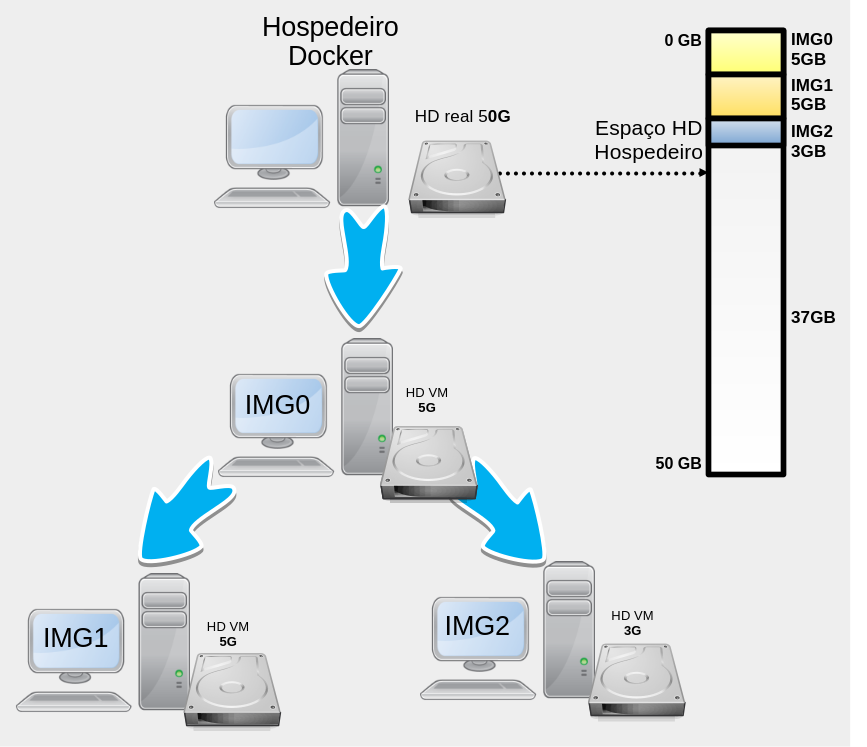 Hospedeiro
Docker
HD real 50G
Espaço HD
Hospedeiro
0 GB
IMG0
5GB
IMG1
5GB
IMG2
3GB
37GB
50 GB
IMG0
HD VM
5G
IMG1
HD VM
5G
IMG2
HD VM
3G